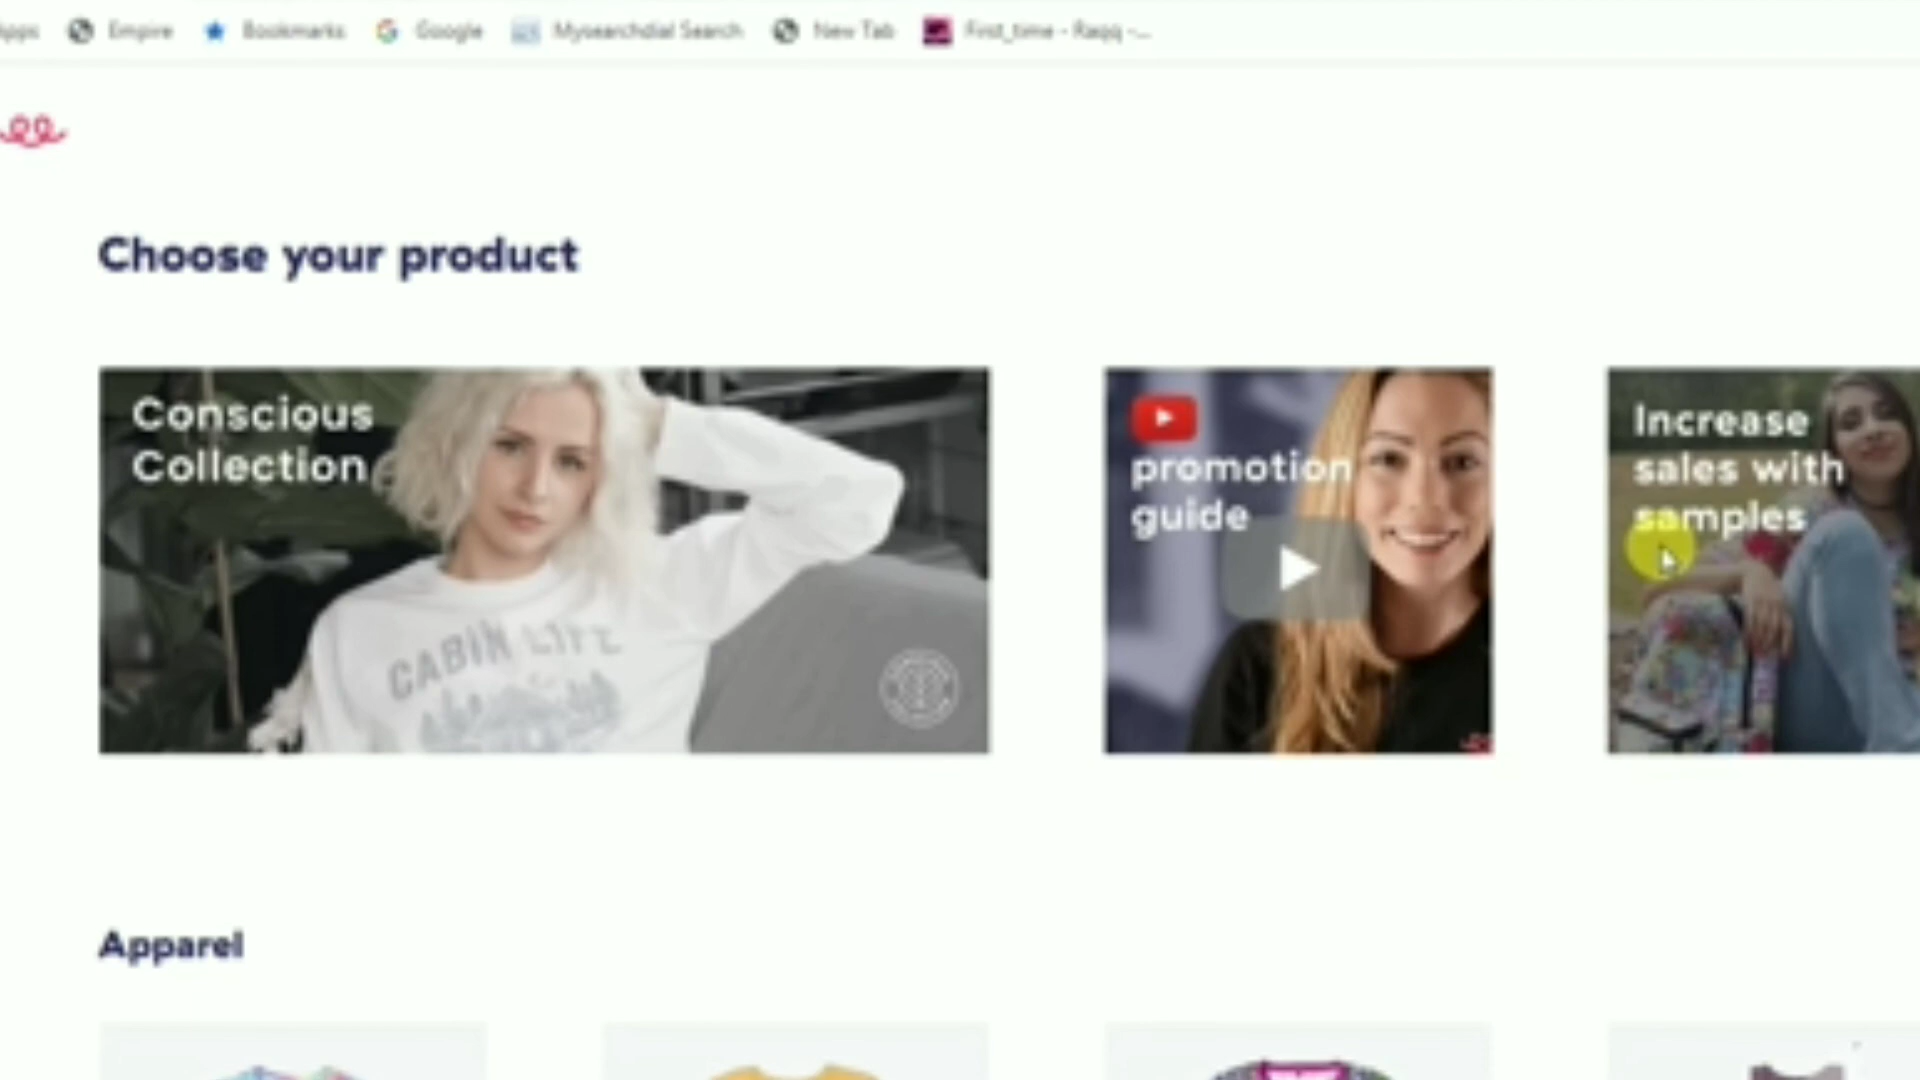 Apps Empire Bookmarks Google Mysearchdial Search New Tab First_time - Raqq -...
Choose your product
Conscious
Collection
promotion
guide
Increase
sales with
samples
CABIN LIFE
Apparel